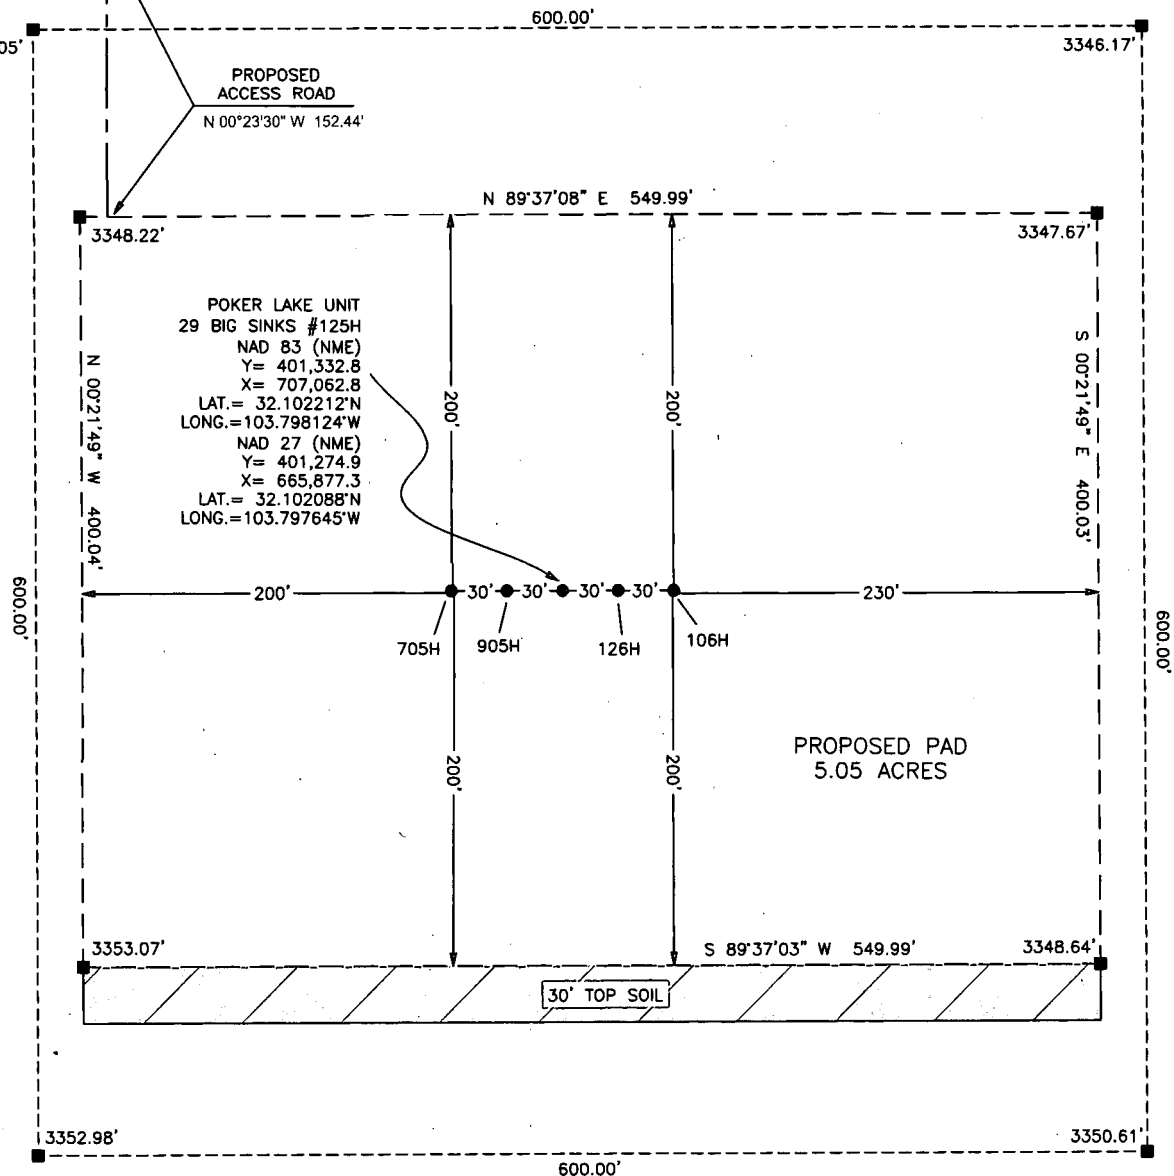 600.00'
05'
3346.17'
PROPOSED
ACCESS ROAD
N 00°23'30" W 152.44'
N 89°37'08" E 549.99'
3348.22'
3347.67'
POKER LAKE UNIT
29 BIG SINKS #125H
NAD 83 (NME)
Y= 401,332.8
X= 707,062.8
LAT.= 32.102212°N
LONG.=103.798124°W
NAD 27 (NME)
Y= 401,274.9
X= 665,877.3
LAT.= 32.102088°N
LONG.=103.797645°W
N 00°21'49" W 400.04'
200'
200'
S 00°21'49" E 400.03'
600.00'
200'
30'
30'
30'
30'
230'
600.00'
705H
905H
126H
106H
200'
200'
PROPOSED PAD
5.05 ACRES
3353.07'
S 89°37'03" W 549.99'
3348.64'
30' TOP SOIL
3352.98'
3350.61'
600.00'